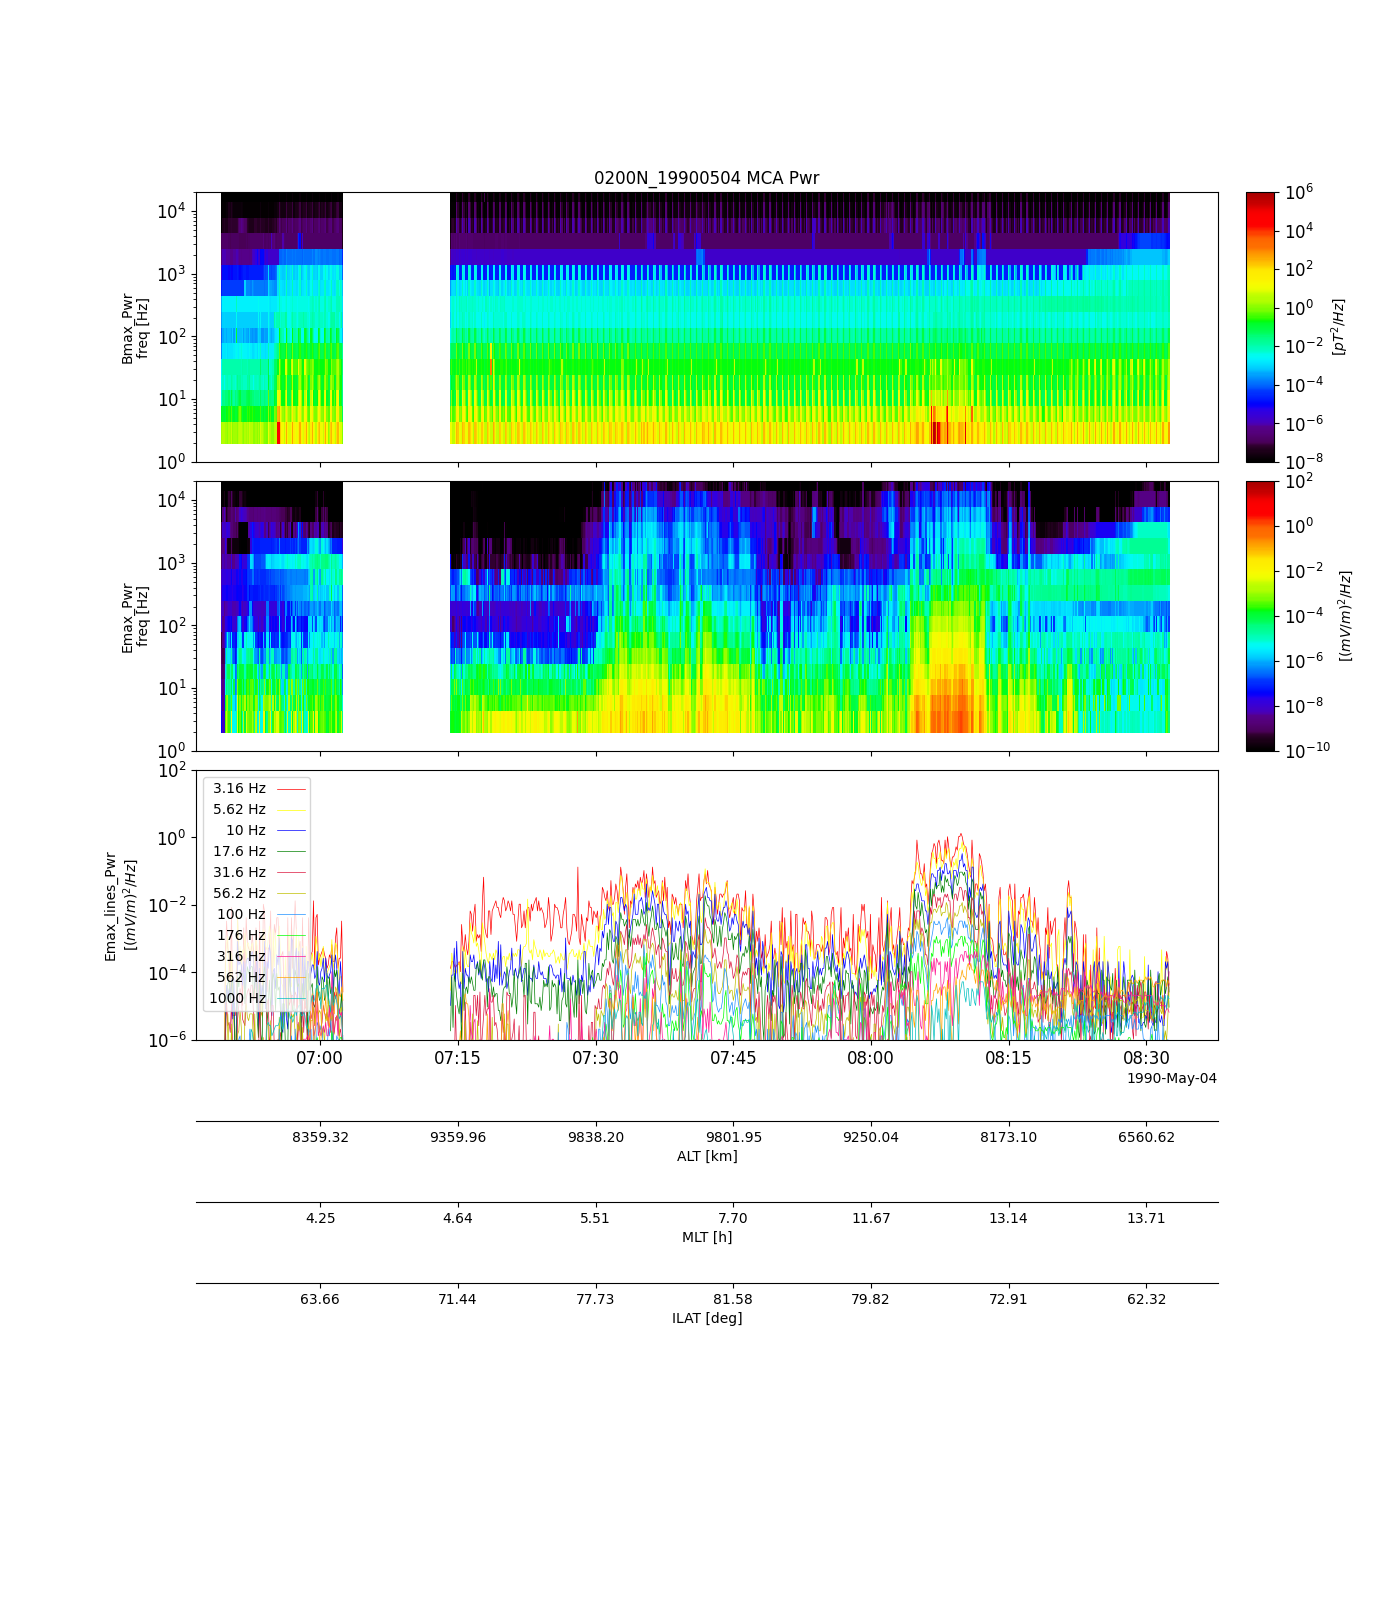 0200N_19900504 MCA Pwr
10^4
10^3
10^2
10^1
10^0
Bmax_Pwr
freq [Hz]
10^6
10^4
10^2
10^0
10^-2
10^-4
10^-6
10^-8
[pT^2/Hz]
10^4
10^3
10^2
10^1
10^0
Emax_Pwr
freq [Hz]
10^2
10^0
10^-2
10^-4
10^-6
10^-8
10^-10
[(mV/m)^2/Hz]
10^2
10^0
10^-2
10^-4
10^-6
Emax_lines_Pwr
[(mV/m)^2/Hz]
3.16 Hz
5.62 Hz
10 Hz
17.6 Hz
31.6 Hz
56.2 Hz
100 Hz
176 Hz
316 Hz
562 Hz
1000 Hz
07:00 07:15 07:30 07:45 08:00 08:15 08:30
1990-May-04
8359.32 9359.96 9838.20 9801.95 9250.04 8173.10 6560.62
ALT [km]
4.25 4.64 5.51 7.70 11.67 13.14 13.71
MLT [h]
63.66 71.44 77.73 81.58 79.82 72.91 62.32
ILAT [deg]